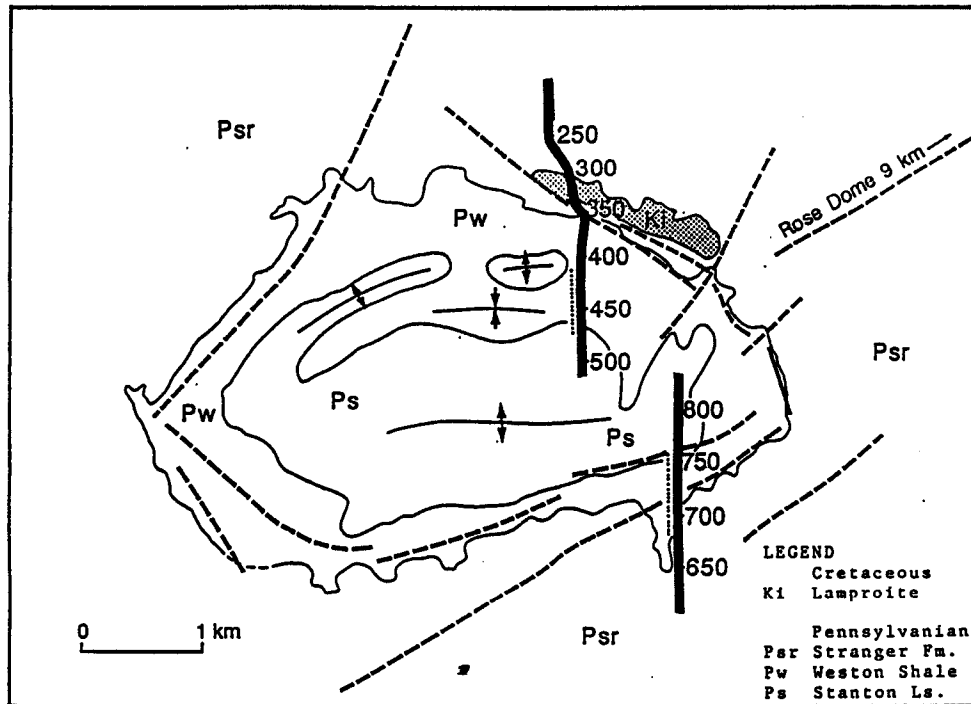 Psr
250
300
Rose Dome 9 km
350
Ki
Pw
400
450
Psr
500
Ps
Pw
800
Ps
750
700
650
0 1 km
Psr
LEGEND
Cretaceous
Ki Lamproite
Pennsylvanian
Psr Stranger Fm.
Pw Weston Shale
Ps Stanton Ls.